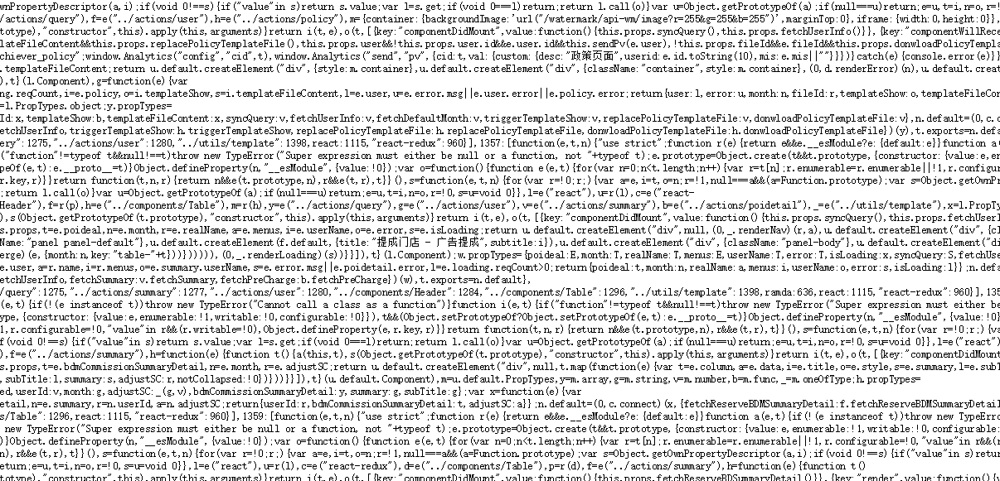 wnPropertyDescriptor(a,i);if(void 0!==s){if("value"in s)return s.value;var l=s.get;if(void 0===l)return;return l.call(o)}var u=Object.getPrototypeOf(a);if(null===u)return;e=u,t=i,n=o,r=!
/query"),f=e("../actions/user"),h=e("../actions/policy"),m={container:{backgroundImage:'url("/watermark/api-vm/image?r=255&g=255&b=255")',marginTop:0},iframe:{width:0,height:0}},
totype),"constructor",this).apply(this,arguments)}return i(t,e),o(t,[{key:"componentDidMount",value:function(){this.props.syncQuery(),this.props.fetchUserInfo()}},{key:"componentWillRece
lateFileContent&&this.props.replacePolicyTemplateFile(),this.props.user&&!this.props.user.id&&e.user.id&&this.sendPv(e.user),!this.props.fileId&&e.fileId&&this.props.donwloadPolicyTempla
chiever_policy";window.Analytics("config","cid",t),window.Analytics("send","pv",{cid:t,val:{custom:{desc:"政策页面",userid:e.id.toString(10),mis:e.mis||""}}})}catch(e){console.error(e)}}
.templateFileContent;return u.default.createElement("div",{style:m.container},u.default.createElement("div",{className:"container",style:m.container},(0,d.renderError)(n),u.default.creat
),t}(l.Component),g=function(e){var
ng.reqCount,i=e.policy,o=i.templateShow,s=i.templateFileContent,l=e.user,u=e.error.msg||e.user.error||e.policy.error;return{user:l,error:u,month:n,fileId:r,templateShow:o,templateFileCon
=l.PropTypes.object;y.propTypes=
Id:x,templateShow:b,templateFileContent:x,syncQuery:v,fetchUserInfo:v,fetchDefaultMonth:v,triggerTemplateShow:v,replacePolicyTemplateFile:v,donwloadPolicyTemplateFile:v},n.default=(0,c.c
etchUserInfo,triggerTemplateShow:h.triggerTemplateShow,replacePolicyTemplateFile:h.replacePolicyTemplateFile,donwloadPolicyTemplateFile:h.donwloadPolicyTemplateFile})(y),t.exports=n.def
ery":1275,"../actions/user":1280,"../utils/template":1398,react:1115,"react-redux":960}],1357:[function(e,t,n){"use strict";function r(e){return e&&e.__esModule?e:{default:e}}function a(
("function"!=typeof t&&null!==t)throw new TypeError("Super expression must either be null or a function, not "+typeof t);e.prototype=Object.create(t&&t.prototype,{constructor:{value:e,en
peOf(e,t):e.__proto__=t)}Object.defineProperty(n,"__esModule",{value:!0});var o=function(){function e(e,t){for(var n=0;n<t.length;n++){var r=t[n];r.enumerable=r.enumerable||!1,r.configur
r.key,r)}}return function(t,n,r){return n&&e(t.prototype,n),r&&e(t,r),t}}(),s=function(e,t,n){for(var r=!0;r;){var a=e,i=t,o=n;r=!1,null===a&&(a=Function.prototype);var s=Object.getOwnPr
;return l.call(o)}var u=Object.getPrototypeOf(a);if(null===u)return;e=u,t=i,n=o,r=!0,s=u=void 0}},l=e("react"),u=r(l),c=e("react-
Header"),f=r(p),h=e("../components/Table"),m=r(h),y=e("../actions/query"),g=e("../actions/user"),v=e("../actions/summary"),b=e("../actions/poidetail"),_=e("../utils/template"),x=l.PropTy
),s(Object.getPrototypeOf(t.prototype),"constructor",this).apply(this,arguments)}return i(t,e),o(t,[{key:"componentDidMount",value:function(){this.props.syncQuery(),this.props.fetchUserI
s.props,t=e.poideal,n=e.month,r=e.realName,a=e.menus,i=e.userName,o=e.error,s=e.isLoading;return u.default.createElement("div",null,(0,_.renderNav)(r,a),u.default.createElement("div",{cl
Name:"panel panel-default"},u.default.createElement(f.default,{title:"提成门店 - 广告提成",subtitle:i}),u.default.createElement("div",{className:"panel-body"},u.default.createElement("di
erge)(e,{month:n,key:"table-"+t})})))))),(0,_.renderLoading)(s))}}]),t}(l.Component);w.propTypes={poideal:E,month:T,realName:T,menus:E,userName:T,error:T,isLoading:x,syncQuery:S,fetchUs
e.user,a=r.name,i=r.menus,o=e.summary.userName,s=e.error.msg||e.poidetail.error,l=e.loading.reqCount>0;return{poideal:t,month:n,realName:a,menus:i,userName:o,error:s,isLoading:l}};n.def
etchUserInfo,fetchSummary:v.fetchSummary,fetchPreCharge:b.fetchPreCharge})(w),t.exports=n.default},
/query":1275,"../actions/summary":1277,"../actions/user":1280,"../components/Header":1284,"../components/Table":1296,"../utils/template":1398,ramda:636,react:1115,"react-redux":960}],135
(e,t){if(!(e instanceof t))throw new TypeError("Cannot call a class as a function")}function i(e,t){if("function"!=typeof t&&null!==t)throw new TypeError("Super expression must either be
ype,{constructor:{value:e,enumerable:!1,writable:!0,configurable:!0}}),t&&(Object.setPrototypeOf?Object.setPrototypeOf(e,t):e.__proto__=t)}Object.defineProperty(n,"__esModule",{value:!0}
1,r.configurable=!0,"value"in r&&(r.writable=!0),Object.defineProperty(e,r.key,r)}}return function(t,n,r){return n&&e(t.prototype,n),r&&e(t,r),t}}(),s=function(e,t,n){for(var r=!0;r;){va
f(void 0!==s){if("value"in s)return s.value;var l=s.get;if(void 0===l)return;return l.call(o)}var u=Object.getPrototypeOf(a);if(null===u)return;e=u,t=i,n=o,r=!0,s=u=void 0}},l=e("react")
),f=e("../actions/summary"),h=function(e){function t(){a(this,t),s(Object.getPrototypeOf(t.prototype),"constructor",this).apply(this,arguments)}return i(t,e),o(t,[{key:"componentDidMount
s.props,t=e.bdmCommissionSummaryDetail,n=e.month,r=e.adjustSC;return u.default.createElement("div",null,t.map(function(e){var t=e.column,a=e.data,i=e.title,o=e.style,s=e.summary,l=e.subT
,subTitle:l,summary:s,adjustSC:r,notCollapsed:!0})}))}}]),t}(u.default.Component),m=u.default.PropTypes,y=m.array,g=m.string,v=m.number,b=m.func,_=m.oneOfType;h.propTypes=
ed,userId:v,month:g,adjustSC:_(g,v),bdmCommissionSummaryDetail:y,summary:g,subTitle:g};var x=function(e){var
etail,n=e.summary,r=n.userId,a=n.adjustSC;return{userId:r,bdmCommissionSummaryDetail:t,adjustSC:a}};n.default=(0,c.connect)(x,{fetchReserveBDMSummaryDetail:f.fetchReserveBDMSummaryDetai
s/Table":1296,react:1115,"react-redux":960}],1359:[function(e,t,n){"use strict";function r(e){return e&&e.__esModule?e:{default:e}}function a(e,t){if(!(e instanceof t))throw new TypeErro
 new TypeError("Super expression must either be null or a function, not "+typeof t);e.prototype=Object.create(t&&t.prototype,{constructor:{value:e,enumerable:!1,writable:!0,configurable:
)}Object.defineProperty(n,"__esModule",{value:!0});var o=function(){function e(e,t){for(var n=0;n<t.length;n++){var r=t[n];r.enumerable=r.enumerable||!1,r.configurable=!0,"value"in r&&(r
n),r&&e(t,r),t}}(),s=function(e,t,n){for(var r=!0;r;){var a=e,i=t,o=n;r=!1,null===a&&(a=Function.prototype);var s=Object.getOwnPropertyDescriptor(a,i);if(void 0!==s){if("value"in s)retur
eturn;e=u,t=i,n=o,r=!0,s=u=void 0}},l=e("react"),u=r(l),c=e("react-redux"),d=e("../components/Table"),p=r(d),f=e("../actions/summary"),h=function(e){function t()
totype),"constructor",this).apply(this,arguments)}return i(t,e),o(t,[{key:"componentDidMount",value:function(){this.props.fetchReserveBDMSummaryDetail()}},{key:"render",value:function(){